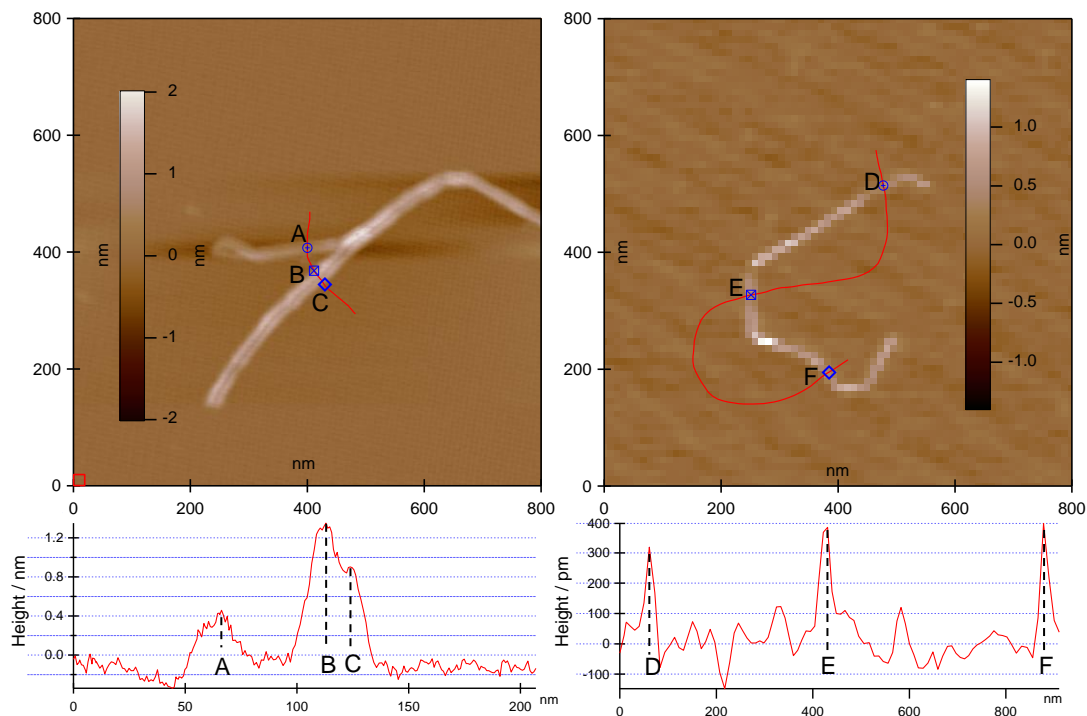 800
600
400
200
0
0 200 400 600 800
nm
nm
nm
2
1
0
-1
-2
A
B
C
800
600
400
200
0
0 200 400 600 800
nm
nm
nm
1.0
0.5
0.0
-0.5
-1.0
D
E
F
Height / nm
1.2
0.8
0.4
0.0
A B C
0 50 100 150 200 nm
Height / pm
400
300
200
100
0
-100
D E F
0 200 400 600 800 nm